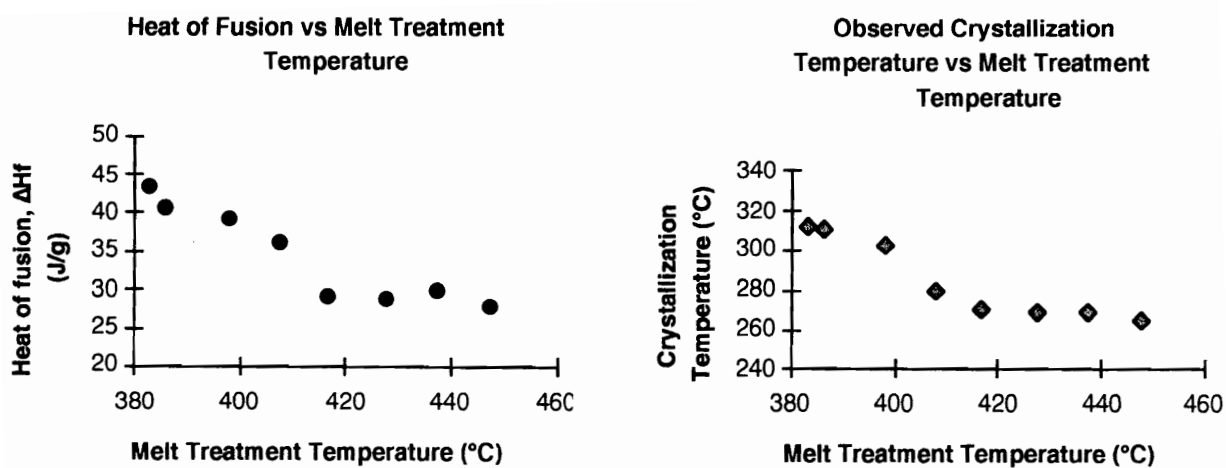 Heat of Fusion vs Melt Treatment
Temperature
50
45
40
35
30
25
20
Heat of fusion, ΔHf
(J/g)
380 400 420 440 460
Melt Treatment Temperature (°C)
Observed Crystallization
Temperature vs Melt Treatment
Temperature
340
320
300
280
260
240
Crystallization
Temperature (°C)
380 400 420 440 460
Melt Treatment Temperature (°C)